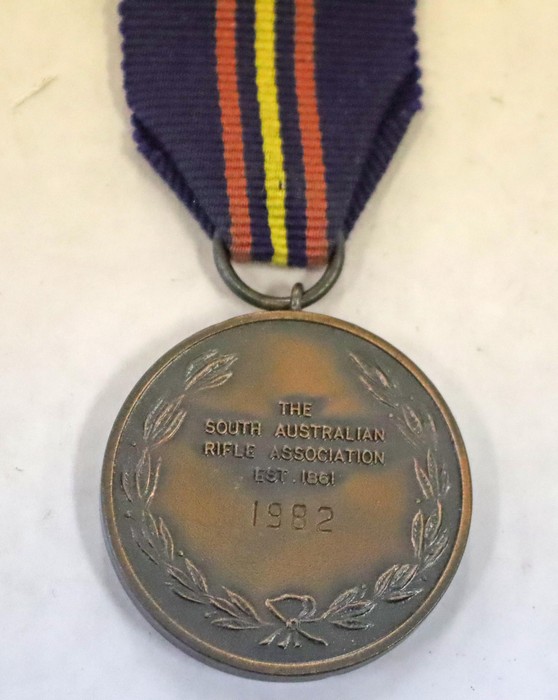 THE
SOUTH AUSTRALIAN
RIFLE ASSOCIATION
EST. 1861
1982